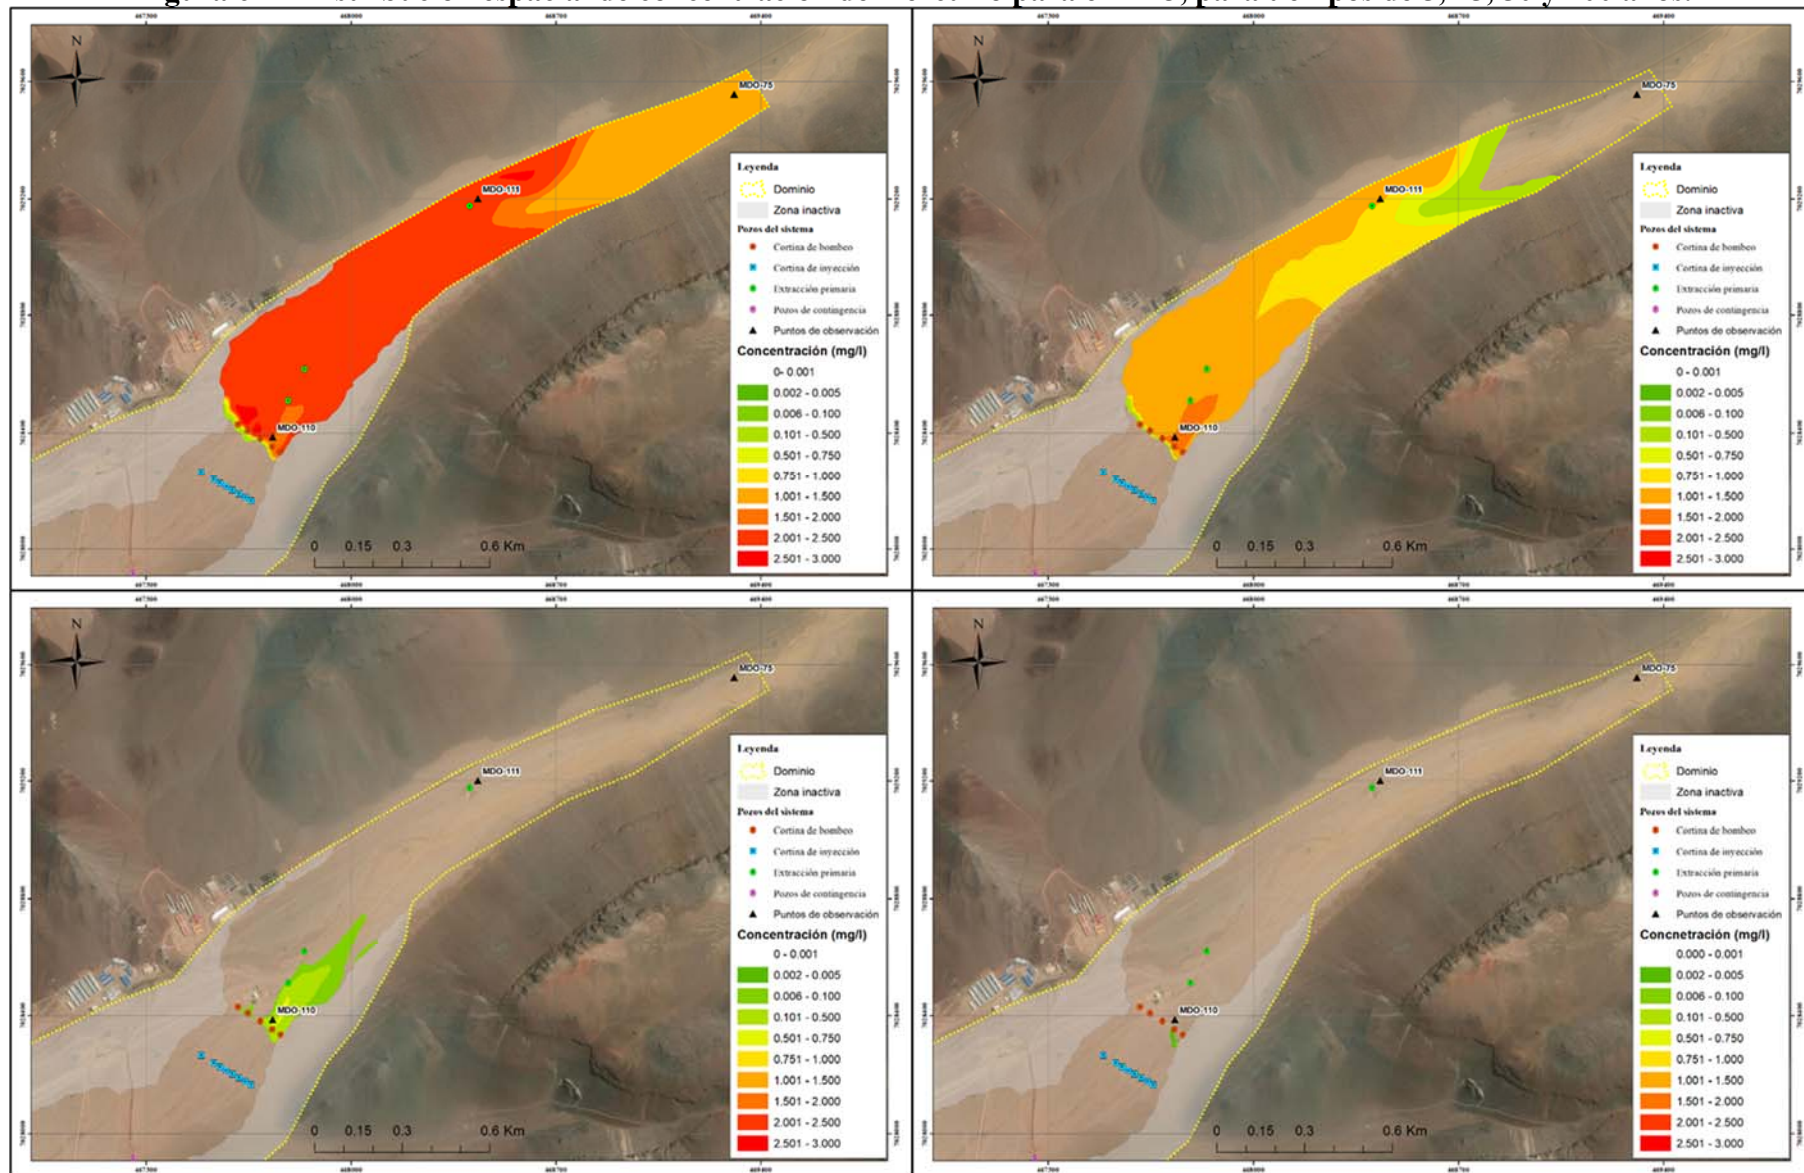 N
MDO-75
MDO-111
MDO-110
Leyenda
Dominio
Zona inactiva
Pozos del sistema
Cortina de bombeo
Cortina de inyección
Extracción primaria
Pozos de contingencia
Puntos de observación
Concentración (mg/l)
0- 0.001
0.002 - 0.005
0.006 - 0.100
0.101 - 0.500
0.501 - 0.750
0.751 - 1.000
1.001 - 1.500
1.501 - 2.000
2.001 - 2.500
2.501 - 3.000
0 0.15 0.3 0.6 Km
N
MDO-75
MDO-111
MDO-110
Leyenda
Dominio
Zona inactiva
Pozos del sistema
Cortina de bombeo
Cortina de inyección
Extracción primaria
Pozos de contingencia
Puntos de observación
Concentración (mg/l)
0 - 0.001
0.002 - 0.005
0.006 - 0.100
0.101 - 0.500
0.501 - 0.750
0.751 - 1.000
1.001 - 1.500
1.501 - 2.000
2.001 - 2.500
2.501 - 3.000
0 0.15 0.3 0.6 Km
N
MDO-75
MDO-111
MDO-110
Leyenda
Dominio
Zona inactiva
Pozos del sistema
Cortina de bombeo
Cortina de inyección
Extracción primaria
Pozos de contingencia
Puntos de observación
Concentración (mg/l)
0 - 0.001
0.002 - 0.005
0.006 - 0.100
0.101 - 0.500
0.501 - 0.750
0.751 - 1.000
1.001 - 1.500
1.501 - 2.000
2.001 - 2.500
2.501 - 3.000
0 0.15 0.3 0.6 Km
N
MDO-75
MDO-111
MDO-110
Leyenda
Dominio
Zona inactiva
Pozos del sistema
Cortina de bombeo
Cortina de inyección
Extracción primaria
Pozos de contingencia
Puntos de observación
Concnetración (mg/l)
0.000 - 0.001
0.002 - 0.005
0.006 - 0.100
0.101 - 0.500
0.501 - 0.750
0.751 - 1.000
1.001 - 1.500
1.501 - 2.000
2.001 - 2.500
2.501 - 3.000
0 0.15 0.3 0.6 Km